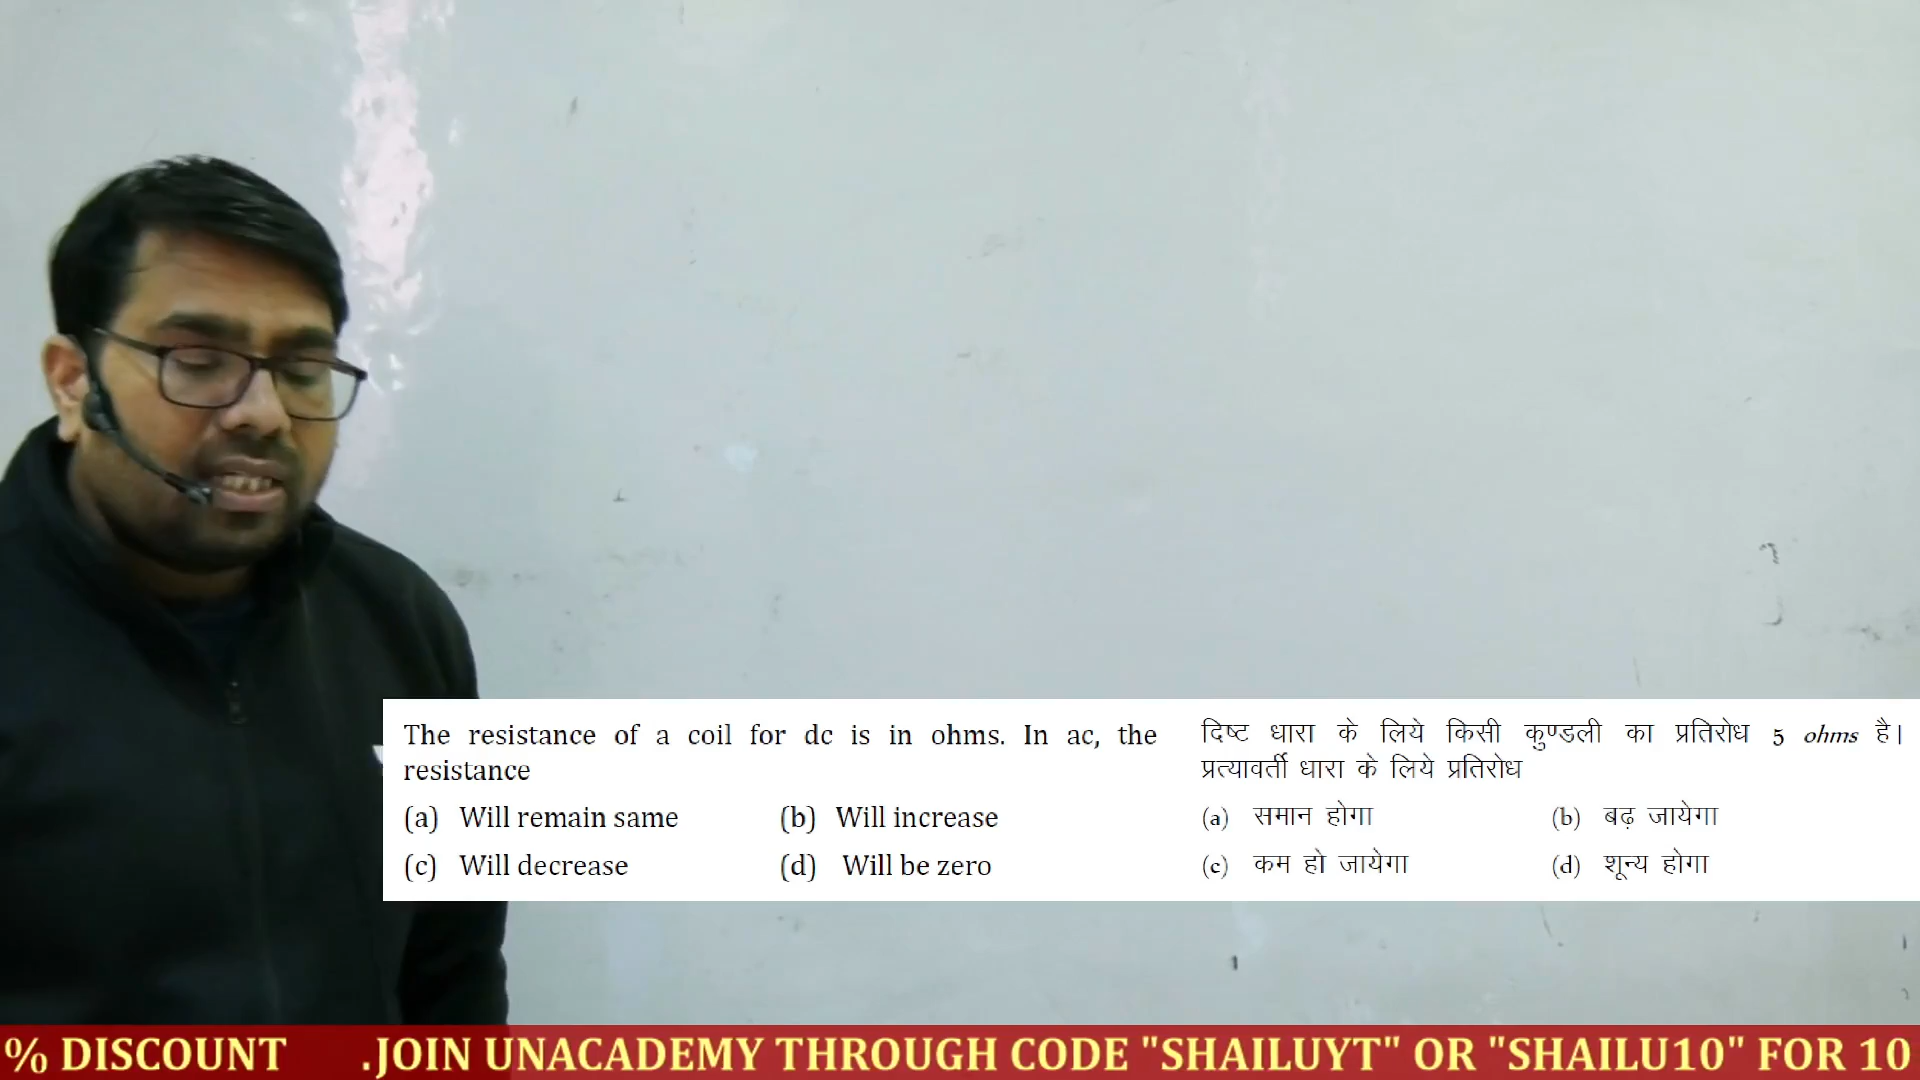 The resistance of a coil for dc is in ohms. In ac, the
resistance
(a) Will remain same (b) Will increase
(c) Will decrease (d) Will be zero
दिष्ट धारा के लिये किसी कुण्डली का प्रतिरोध 5 ohms है।
प्रत्यावर्ती धारा के लिये प्रतिरोध
(a) समान होगा (b) बढ़ जायेगा
(c) कम हो जायेगा (d) शून्य होगा
% DISCOUNT .JOIN UNACADEMY THROUGH CODE "SHAILUYT" OR "SHAILU10" FOR 10